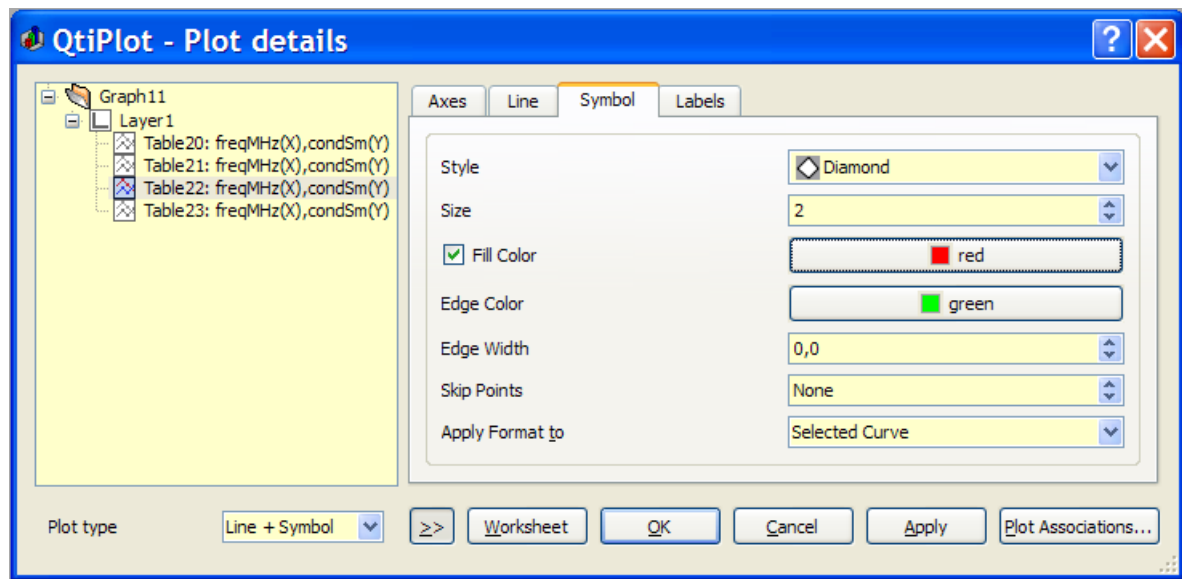 QtiPlot - Plot details
Graph11
Layer1
Table20: freqMHz(X),condSm(Y)
Table21: freqMHz(X),condSm(Y)
Table22: freqMHz(X),condSm(Y)
Table23: freqMHz(X),condSm(Y)
Axes Line Symbol Labels
Style Diamond
Size 2
Fill Color red
Edge Color green
Edge Width 0,0
Skip Points None
Apply Format to Selected Curve
Plot type Line + Symbol >> Worksheet OK Cancel Apply Plot Associations...